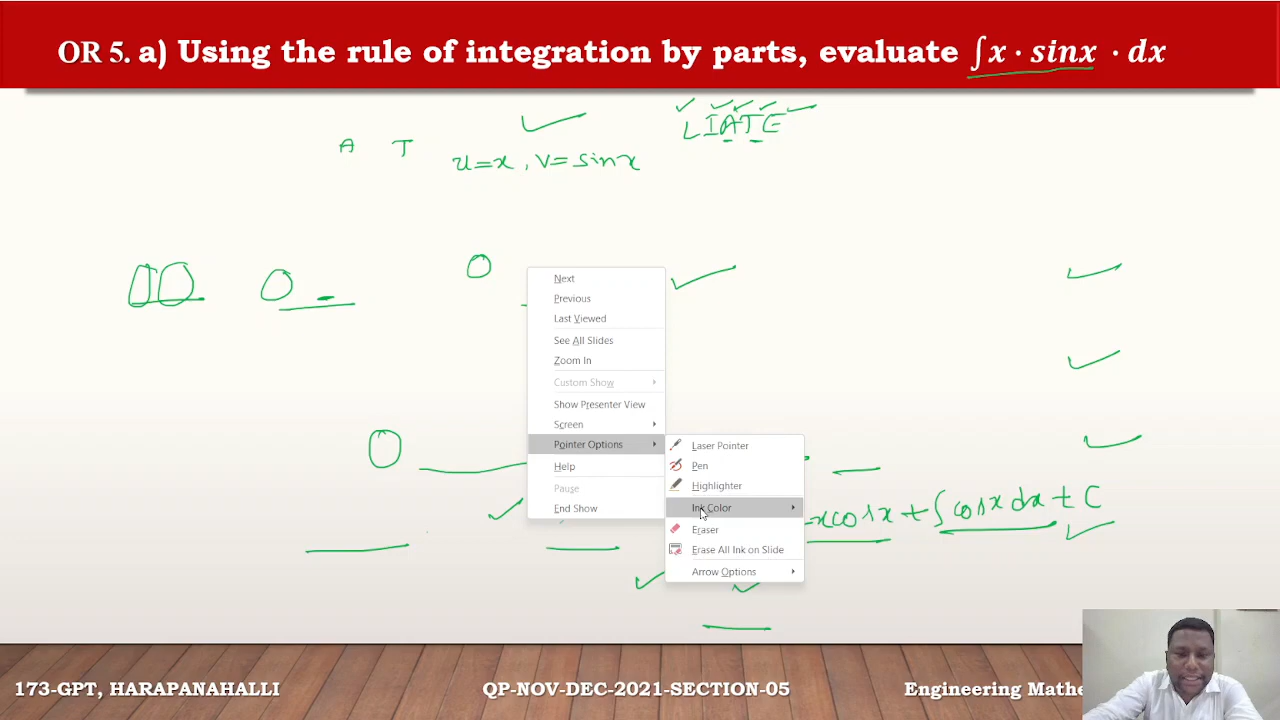 OR 5. a) Using the rule of integration by parts, evaluate ∫x · sinx · dx
LIATE
A T u=x , v= sinx
Next
Previous
Last Viewed
See All Slides
Zoom In
Custom Show
Show Presenter View
Screen
Pointer Options
Help
Pause
End Show
Laser Pointer
Pen
Highlighter
Ink Color
Eraser
Erase All Ink on Slide
Arrow Options
-xcosx + ∫cosx dx + C
173-GPT, HARAPANAHALLI
QP-NOV-DEC-2021-SECTION-05
Engineering